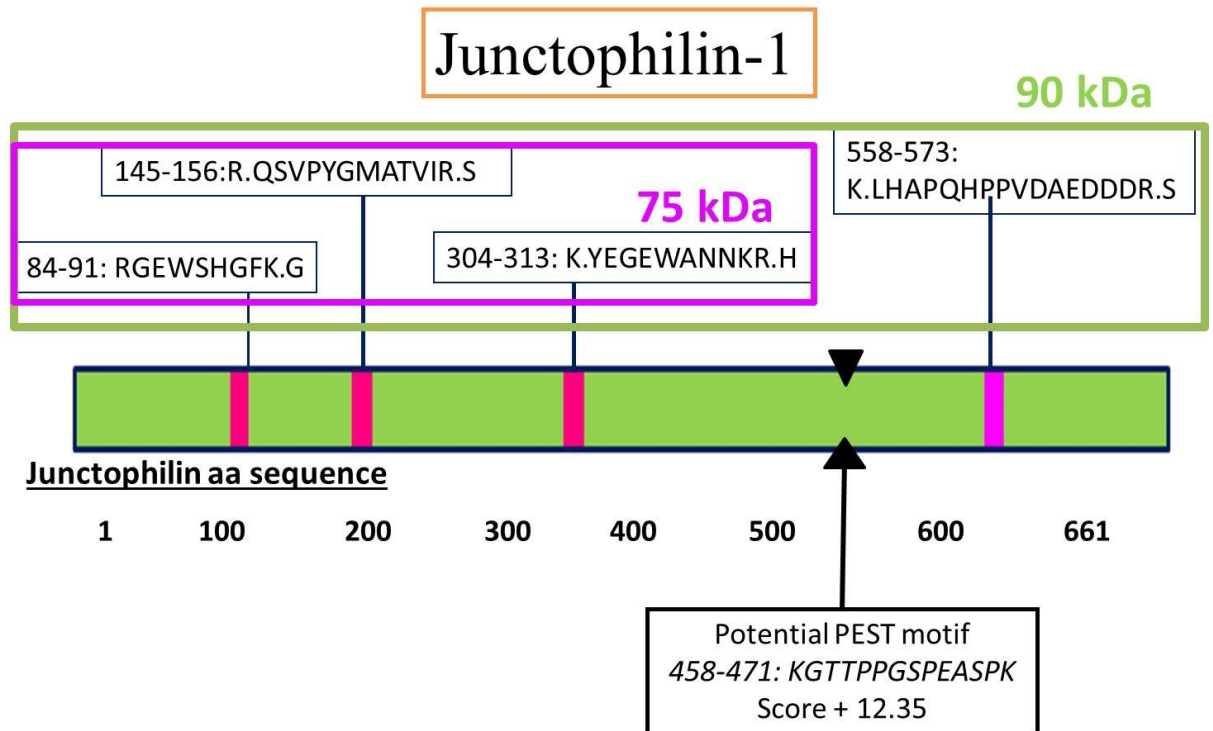 Junctophilin-1
90 kDa
145-156:R.QSVPYGMATVIR.S
558-573:
K.LHAPQHPPVDAEDDDR.S
75 kDa
84-91: RGEWSHGFK.G
304-313: K.YEGEWANNKR.H
Junctophilin aa sequence
1 100 200 300 400 500 600 661
Potential PEST motif
458-471: KGTTPPGSPEASPK
Score + 12.35